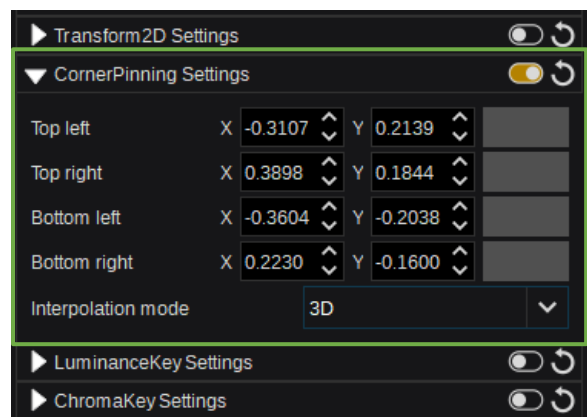 Transform2D Settings
CornerPinning Settings
Top left X -0.3107 Y 0.2139
Top right X 0.3898 Y 0.1844
Bottom left X -0.3604 Y -0.2038
Bottom right X 0.2230 Y -0.1600
Interpolation mode 3D
LuminanceKey Settings
ChromaKey Settings